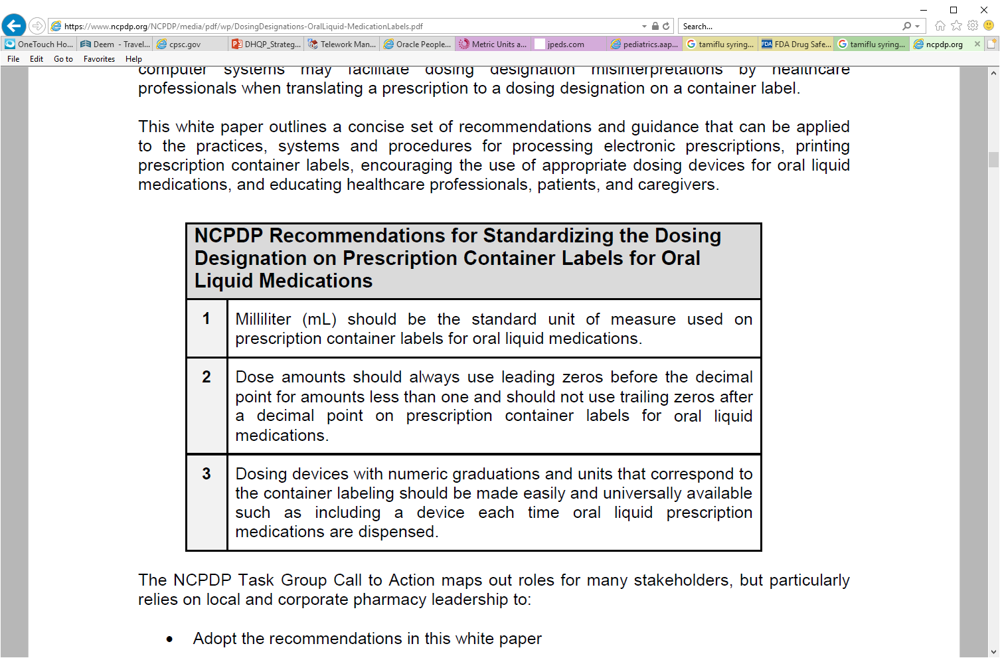 https://www.ncpdp.org/NCPDP/media/pdf/wp/DosingDesignations-OralLiquid-MedicationLabels.pdf
Search...
OneTouch Ho...
Deem - Travel...
cpsc.gov
DHQP_Strateg...
Telework Man...
Oracle People...
Metric Units a...
jpeds.com
pediatrics.aap...
tamiflu syring...
FDA FDA Drug Safe...
tamiflu syring...
ncpdp.org
File Edit Go to Favorites Help
computer systems may facilitate dosing designation misinterpretations by healthcare
professionals when translating a prescription to a dosing designation on a container label.
This white paper outlines a concise set of recommendations and guidance that can be applied
to the practices, systems and procedures for processing electronic prescriptions, printing
prescription container labels, encouraging the use of appropriate dosing devices for oral liquid
medications, and educating healthcare professionals, patients, and caregivers.
NCPDP Recommendations for Standardizing the Dosing
Designation on Prescription Container Labels for Oral
Liquid Medications
1 Milliliter (mL) should be the standard unit of measure used on
prescription container labels for oral liquid medications.
2 Dose amounts should always use leading zeros before the decimal
point for amounts less than one and should not use trailing zeros after
a decimal point on prescription container labels for oral liquid
medications.
3 Dosing devices with numeric graduations and units that correspond to
the container labeling should be made easily and universally available
such as including a device each time oral liquid prescription
medications are dispensed.
The NCPDP Task Group Call to Action maps out roles for many stakeholders, but particularly
relies on local and corporate pharmacy leadership to:
• Adopt the recommendations in this white paper